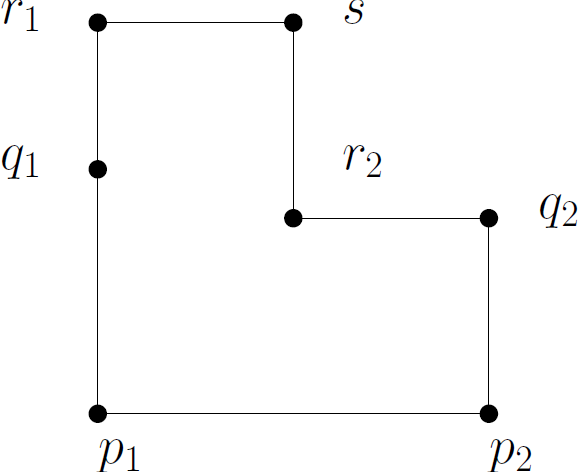 r₁ s
q₁ r₂
q₂
p₁ p₂